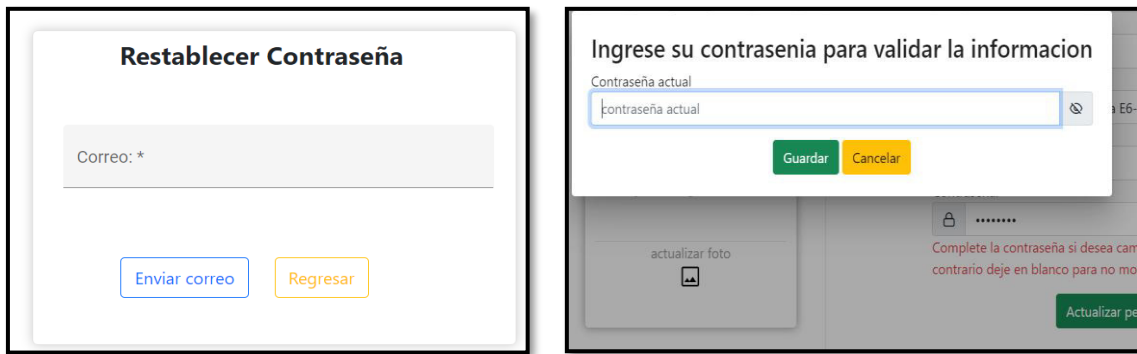 Restablecer Contraseña
Correo: *
Enviar correo
Regresar
Ingrese su contrasenia para validar la informacion
Contraseña actual
contraseña actual
Guardar
Cancelar
a E6-
actualizar foto
••••••••
Complete la contraseña si desea cam
contrario deje en blanco para no mo
Actualizar pe